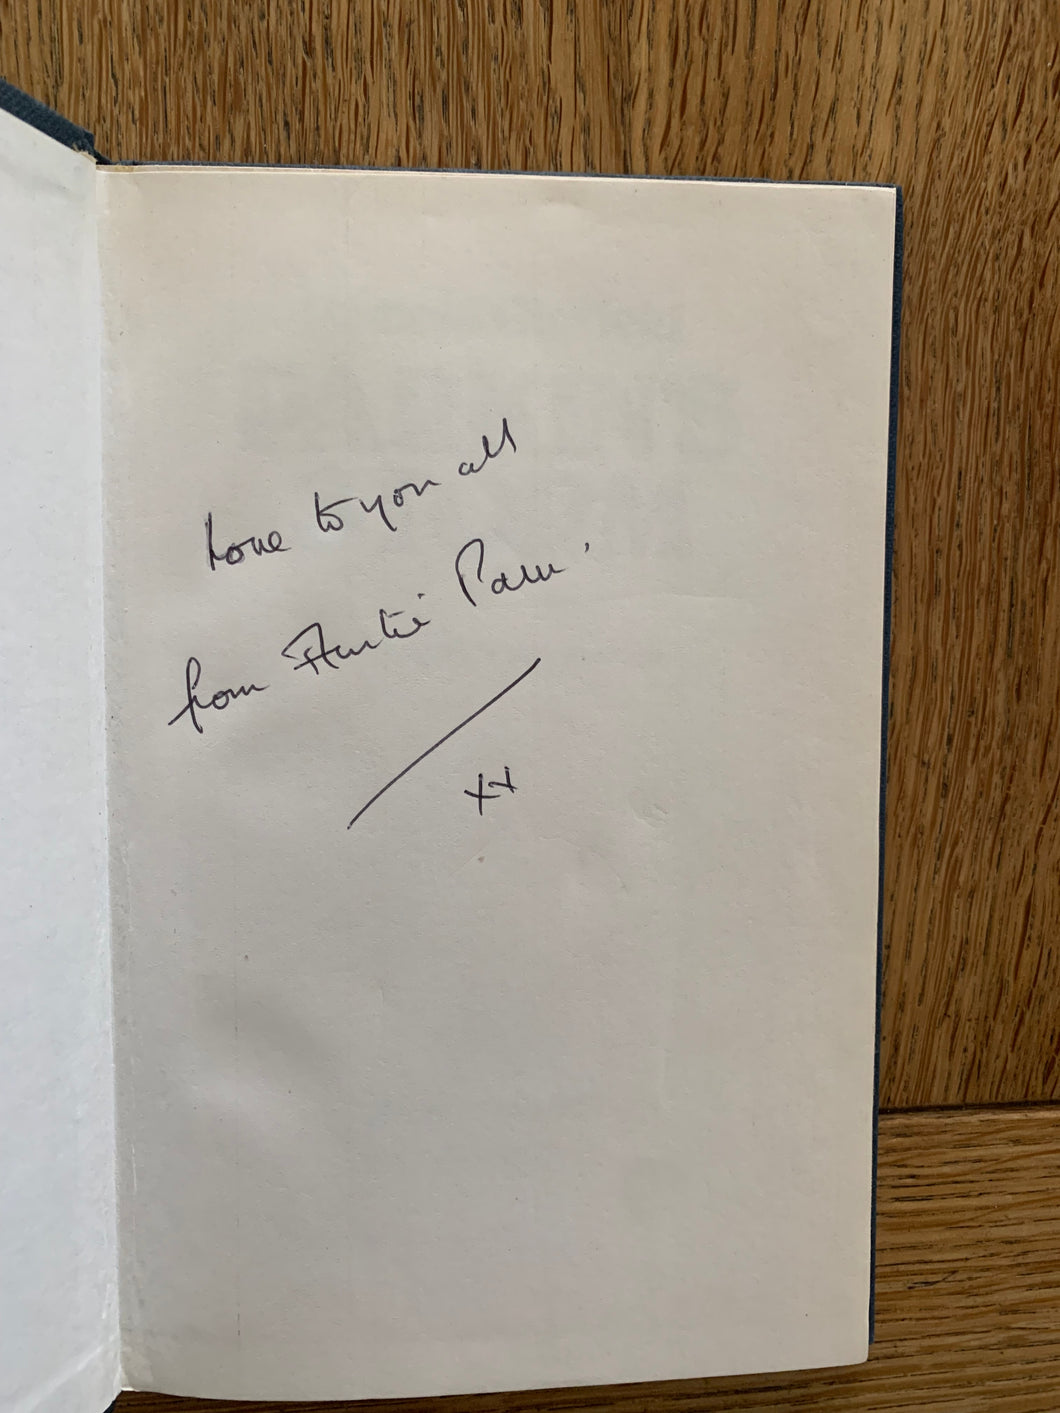 Love to you all
from Auntie Pam.
xx